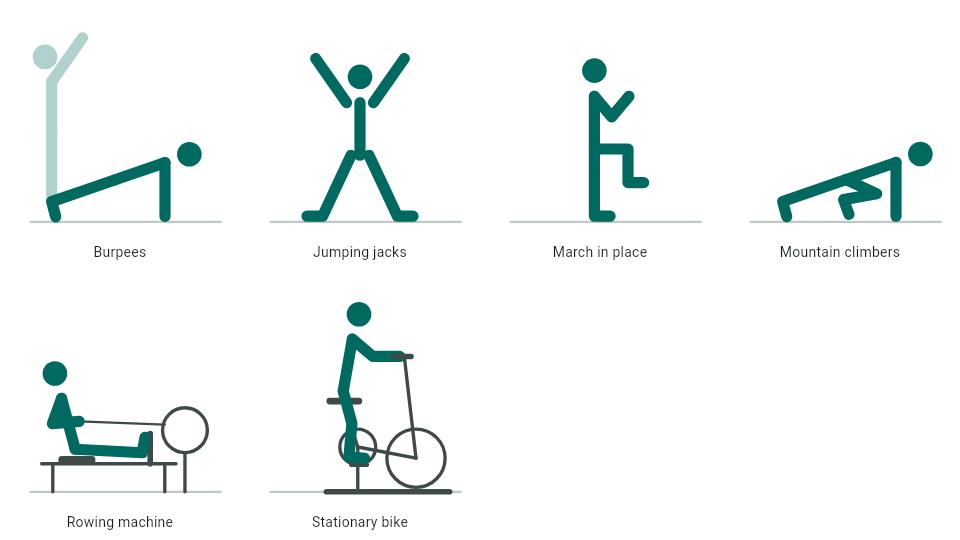 Burpees
Jumping jacks
March in place
Mountain climbers
Rowing machine
Stationary bike